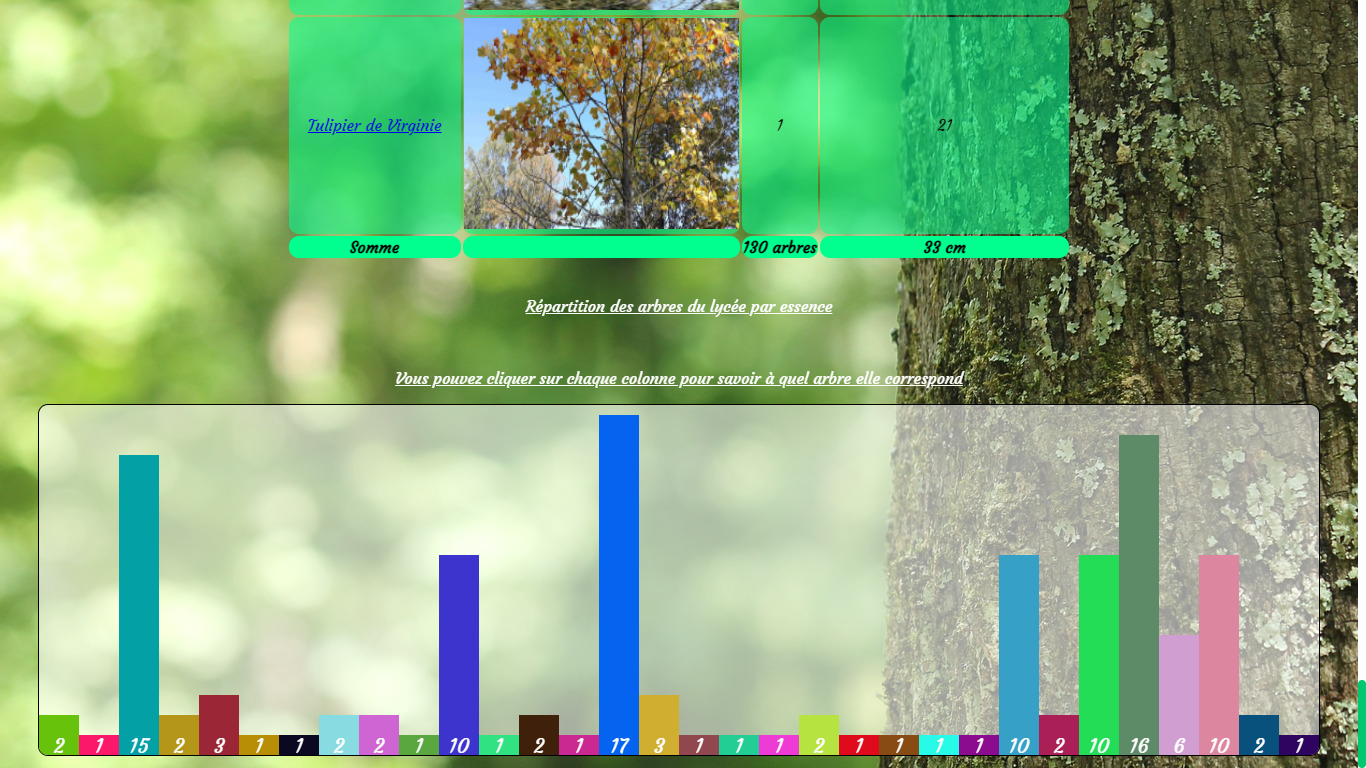 Tulipier de Virginie 1 21
Somme 130 arbres 33 cm
Répartition des arbres du lycée par essence
Vous pouvez cliquer sur chaque colonne pour savoir à quel arbre elle correspond
2 1 15 2 3 1 1 2 2 1 10 1 2 1 17 3 1 1 1 2 1 1 1 1 10 2 10 16 6 10 2 1